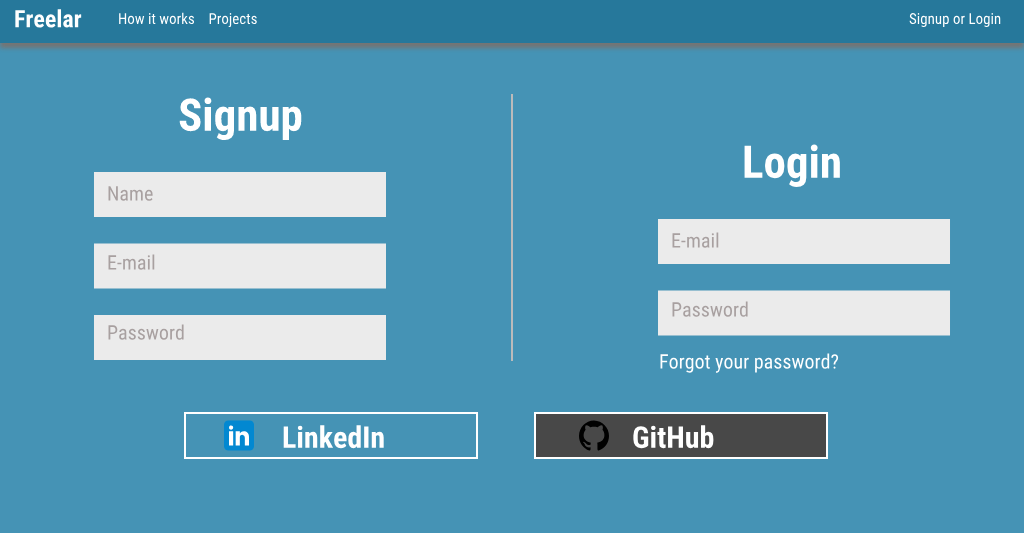 Freelar
How it works
Projects
Signup or Login
Signup
Name
E-mail
Password
Login
E-mail
Password
Forgot your password?
in LinkedIn
GitHub